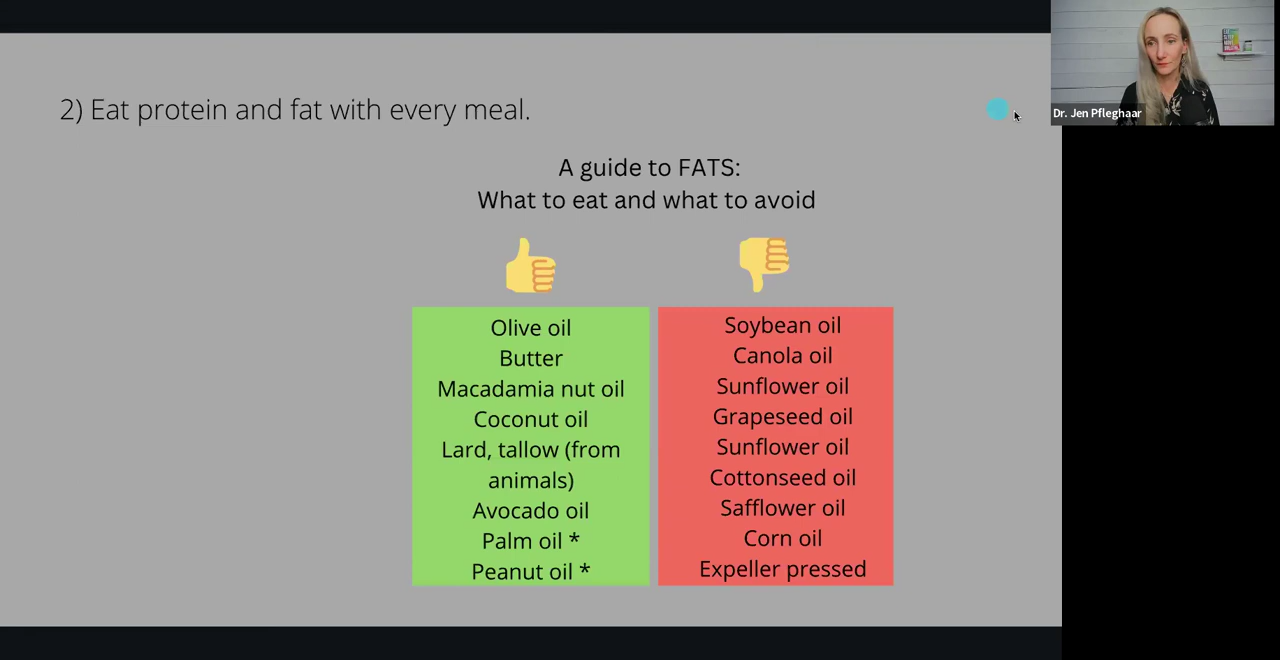 2) Eat protein and fat with every meal.
Dr. Jen Pfleghaar
A guide to FATS:
What to eat and what to avoid
Olive oil
Butter
Macadamia nut oil
Coconut oil
Lard, tallow (from
animals)
Avocado oil
Palm oil *
Peanut oil *
Soybean oil
Canola oil
Sunflower oil
Grapeseed oil
Sunflower oil
Cottonseed oil
Safflower oil
Corn oil
Expeller pressed